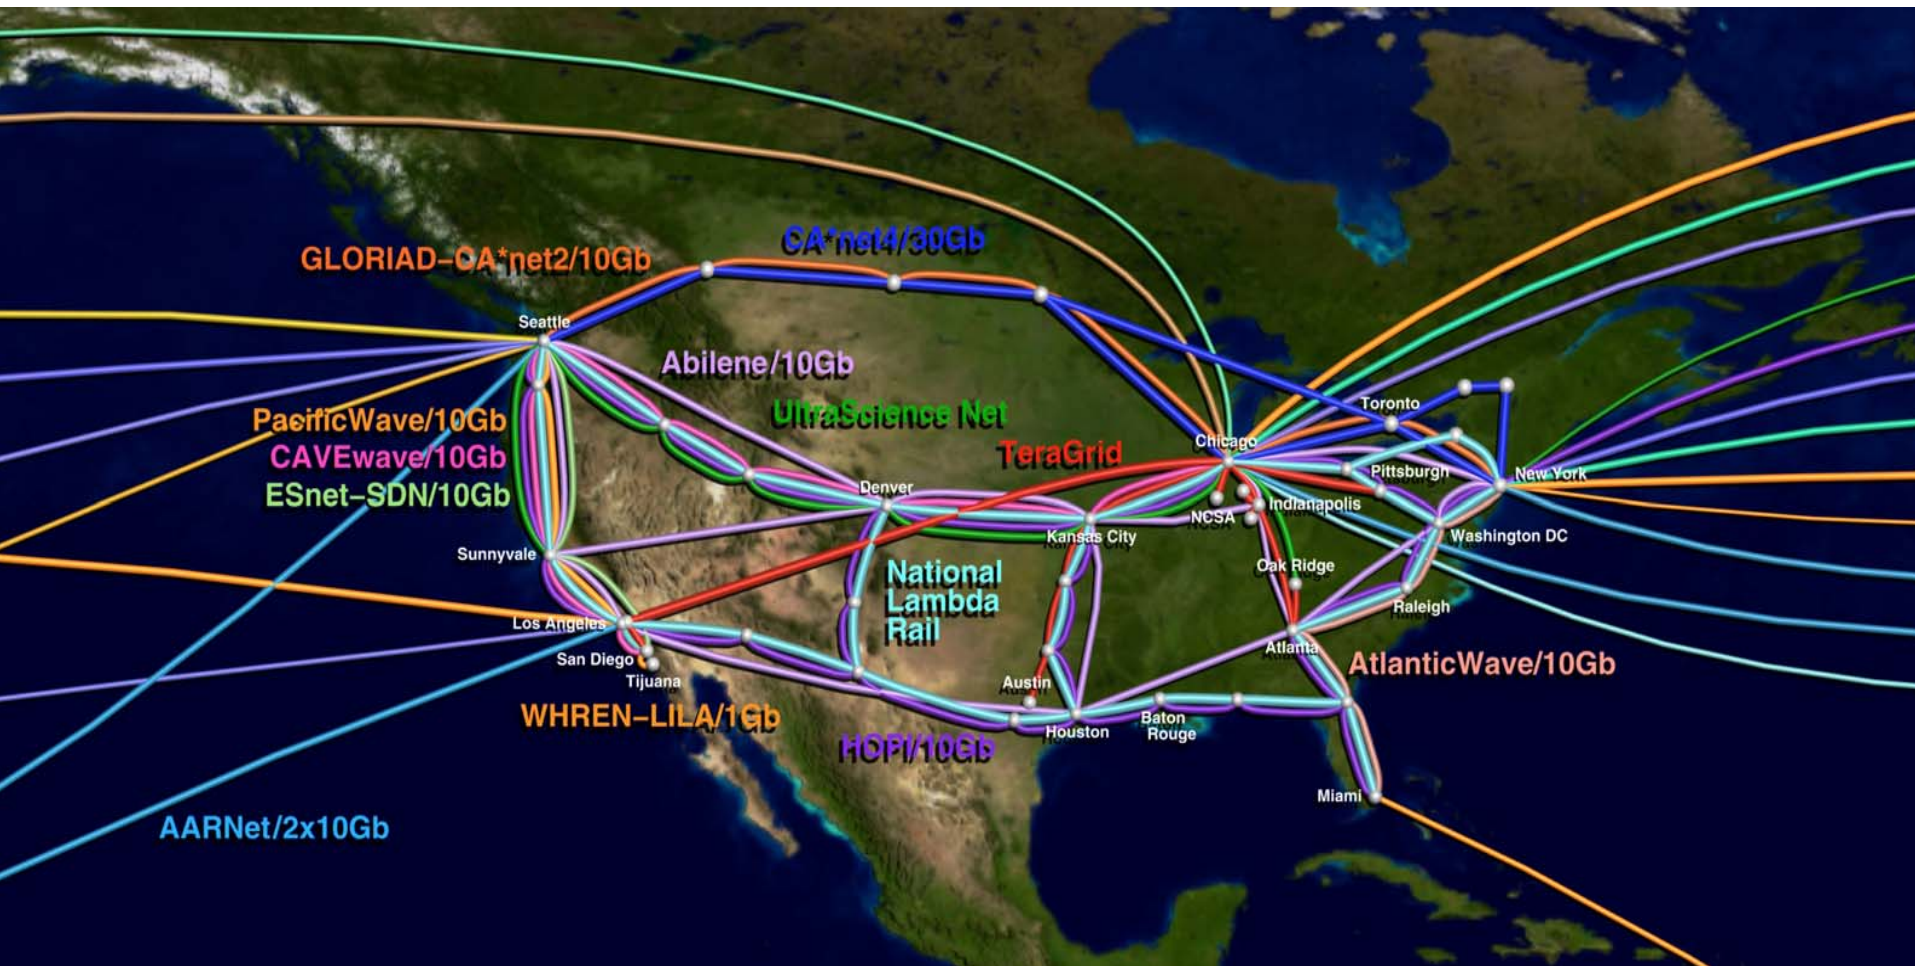 CA*net4/30Gb
GLORIAD-CA*net2/10Gb
Seattle
Abilene/10Gb
UltraScience Net
Toronto
PacificWave/10Gb
CAVEwave/10Gb
ESnet-SDN/10Gb
TeraGrid
Chicago
Pittsburgh
New York
Denver
Indianapolis
NCSA
Kansas City
Washington DC
Sunnyvale
Oak Ridge
National
Lambda
Rail
Raleigh
Los Angeles
Atlanta
San Diego
AtlanticWave/10Gb
Tijuana
Austin
WHREN-LILA/1Gb
Baton
Rouge
Houston
HOPI/10Gb
Miami
AARNet/2x10Gb